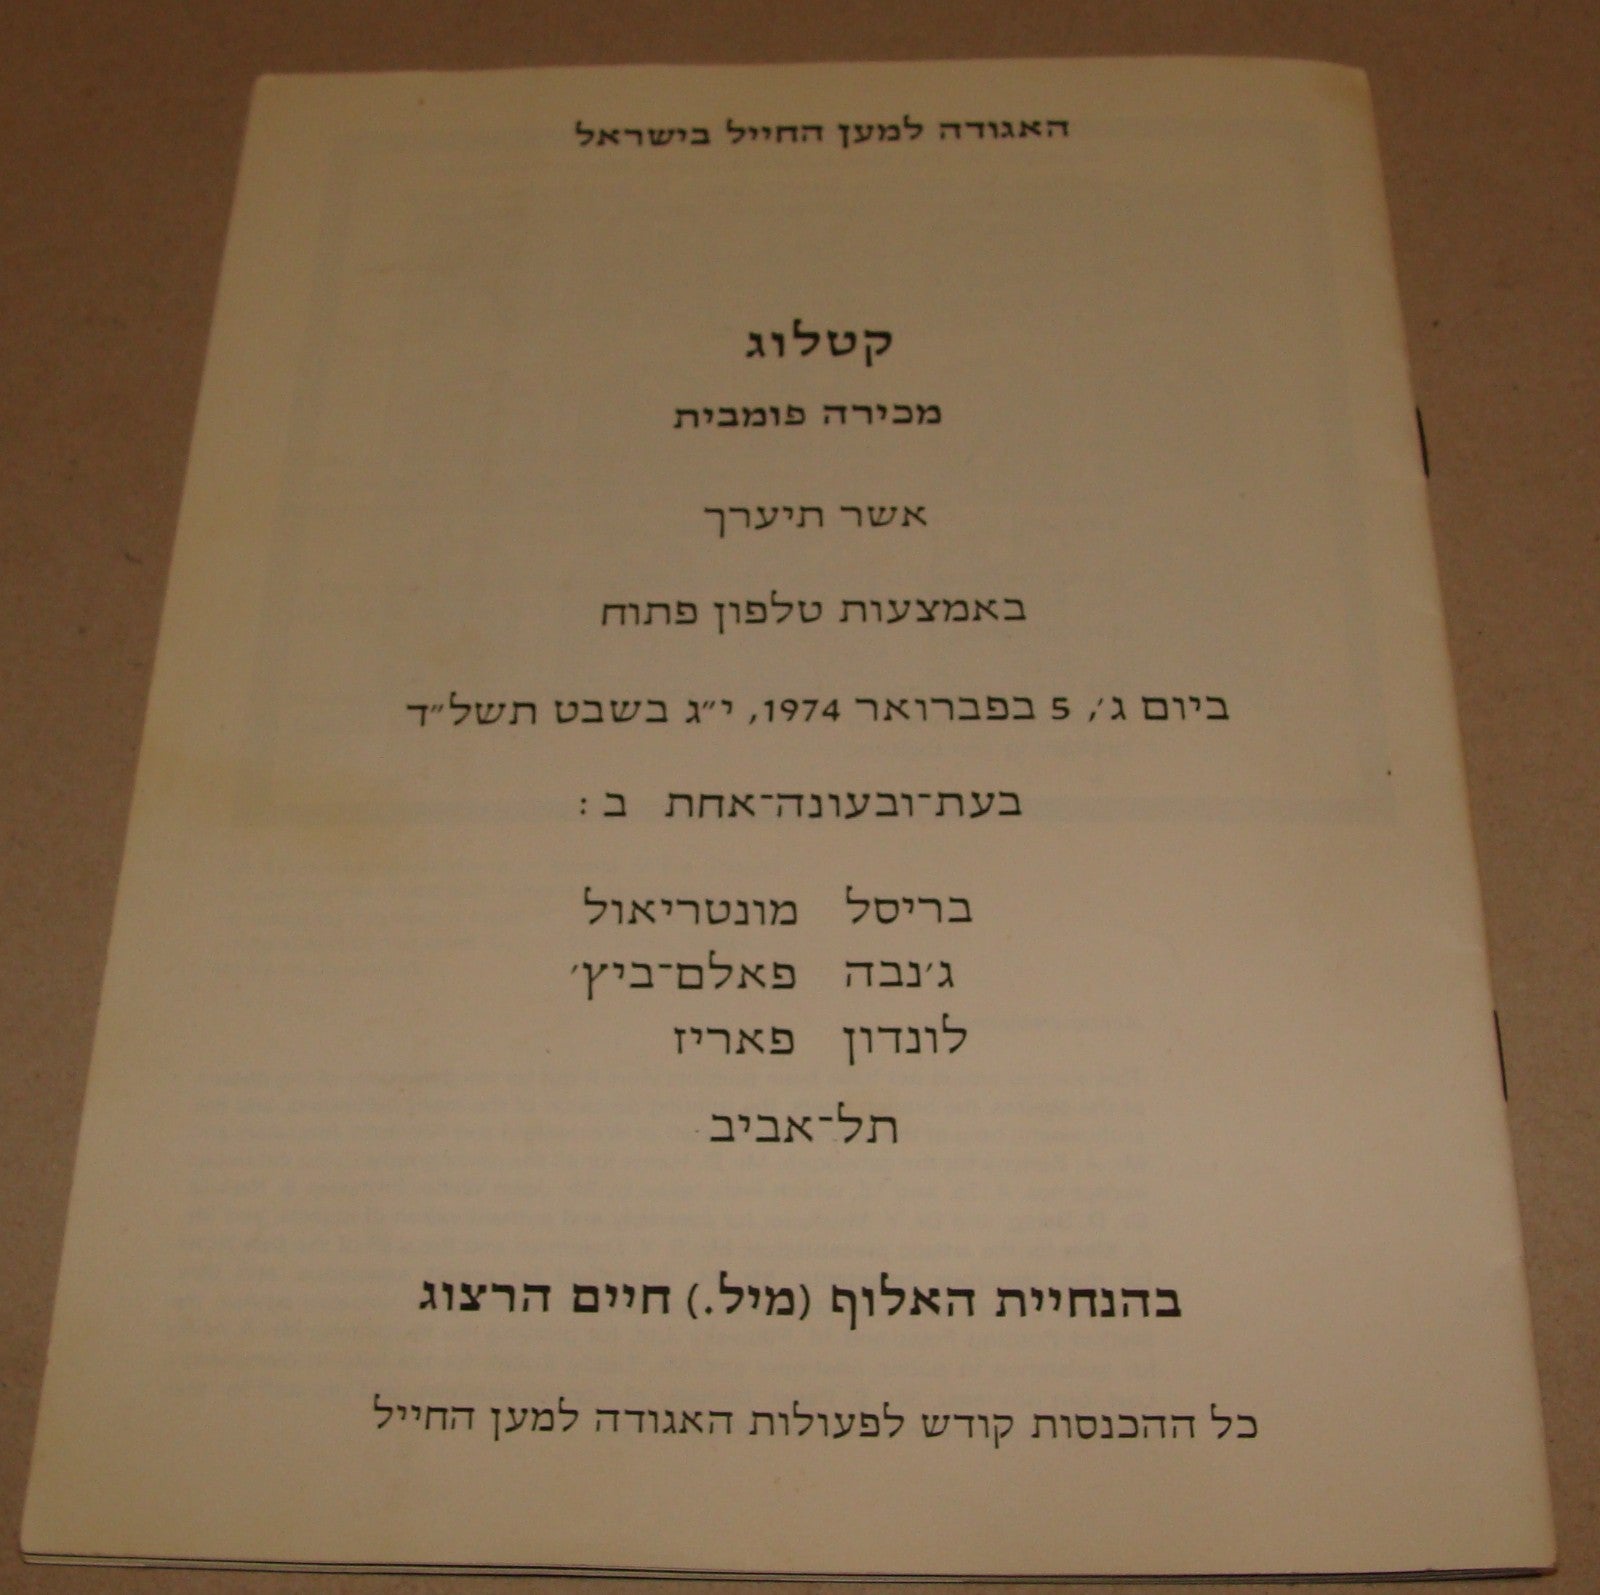 האגודה למען החייל בישראל
קטלוג
מכירה פומבית
אשר תיערך
באמצעות טלפון פתוח
ביום ג׳, 5 בפברואר 1974, י״ג בשבט תשל״ד
בעת־ובעונה־אחת ב:
בריסל מונטריאול
ג׳נבה פאלם־ביץ׳
לונדון פאריז
תל־אביב
בהנחיית האלוף (מיל.) חיים הרצוג
כל ההכנסות קודש לפעולות האגודה למען החייל